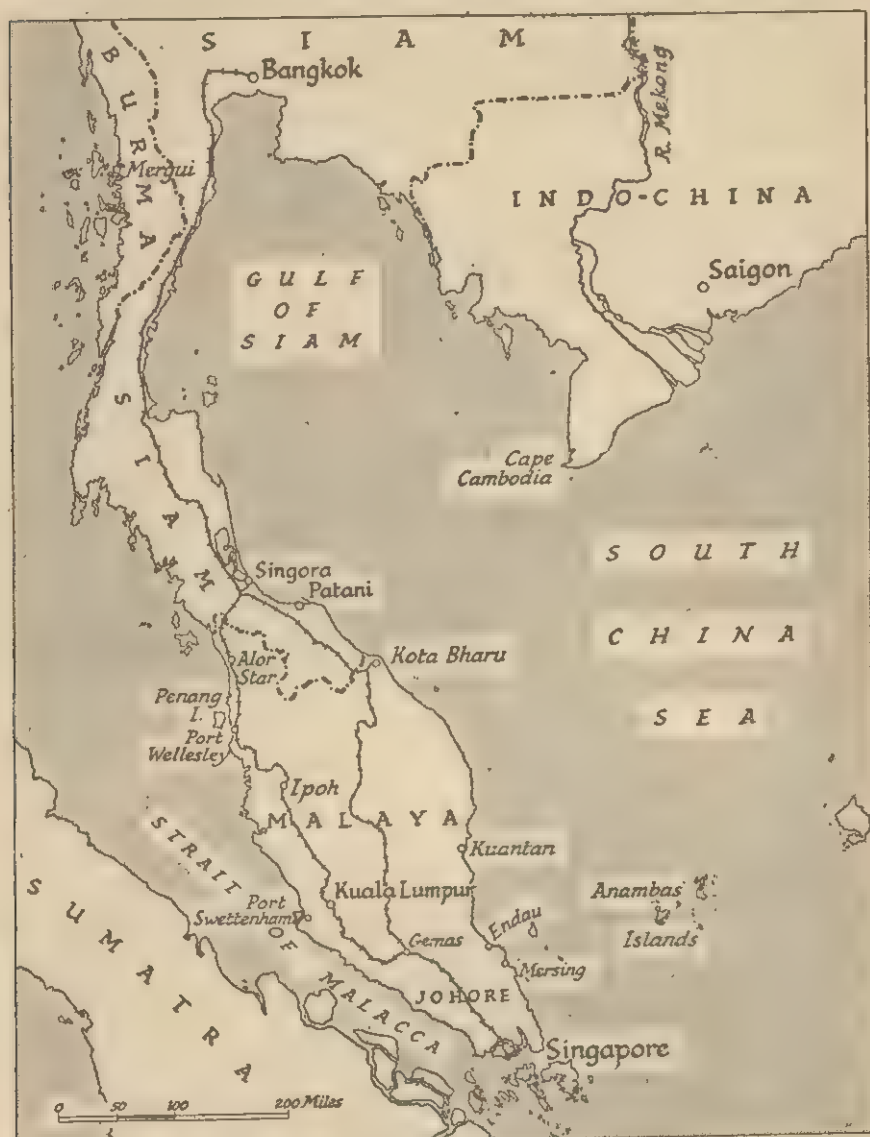 SIAM
BURMA
Bangkok
R. Mekong
Mergui
INDO-CHINA
GULF
OF
SIAM
Saigon
SIAM
Cape
Cambodia
SOUTH
CHINA
SEA
Singora
Patani
Alor
Star
Kota Bharu
Penang
I.
Port
Wellesley
Ipoh
MALAYA
STRAIT OF MALACCA
Kuantan
SUMATRA
Kuala Lumpur
Port
Swettenham
Anambas
Islands
Endau
Gemas
Mersing
JOHORE
Singapore
0 50 100 200 Miles